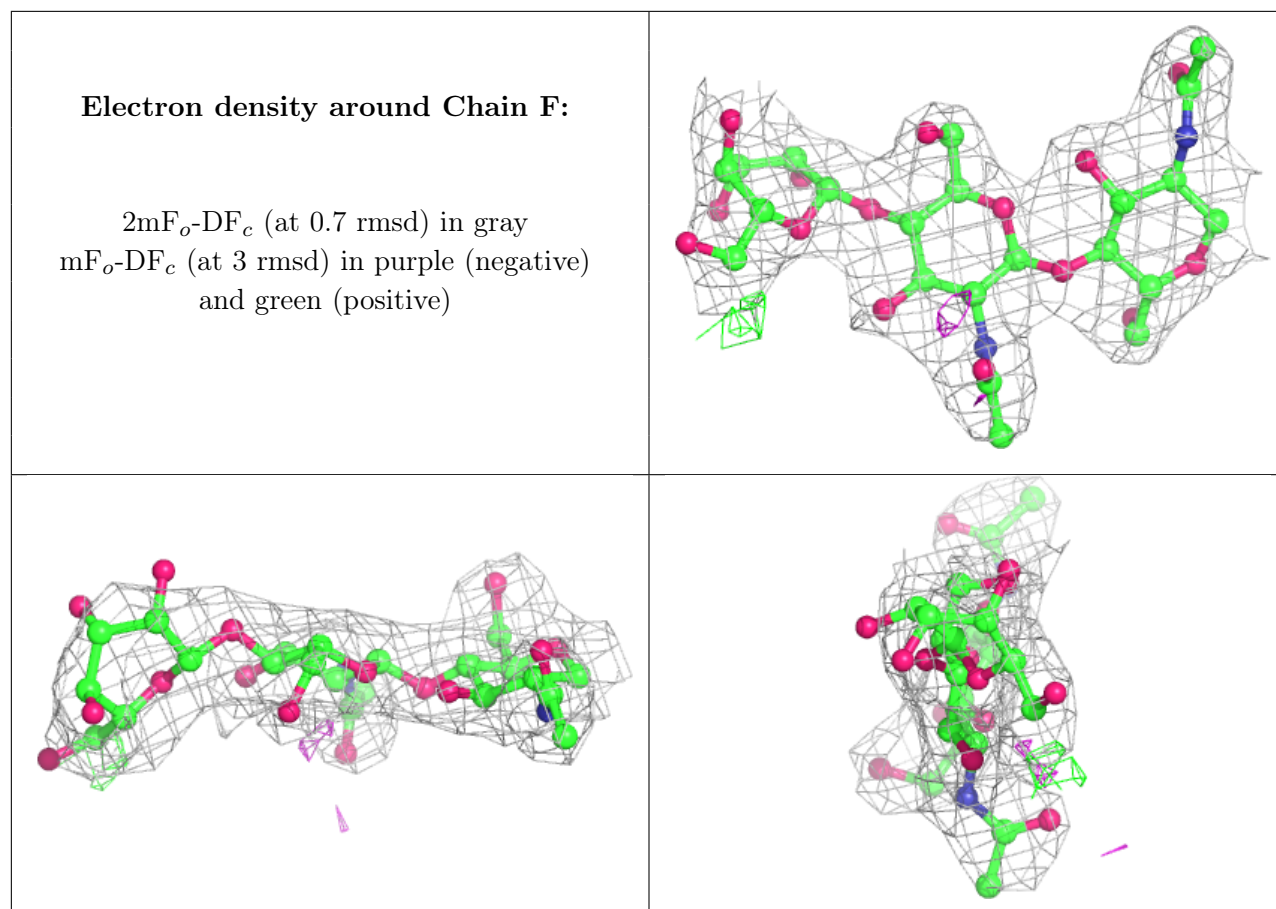 Electron density around Chain F:
2mFₒ-DF𝒸 (at 0.7 rmsd) in gray
mFₒ-DF𝒸 (at 3 rmsd) in purple (negative)
and green (positive)